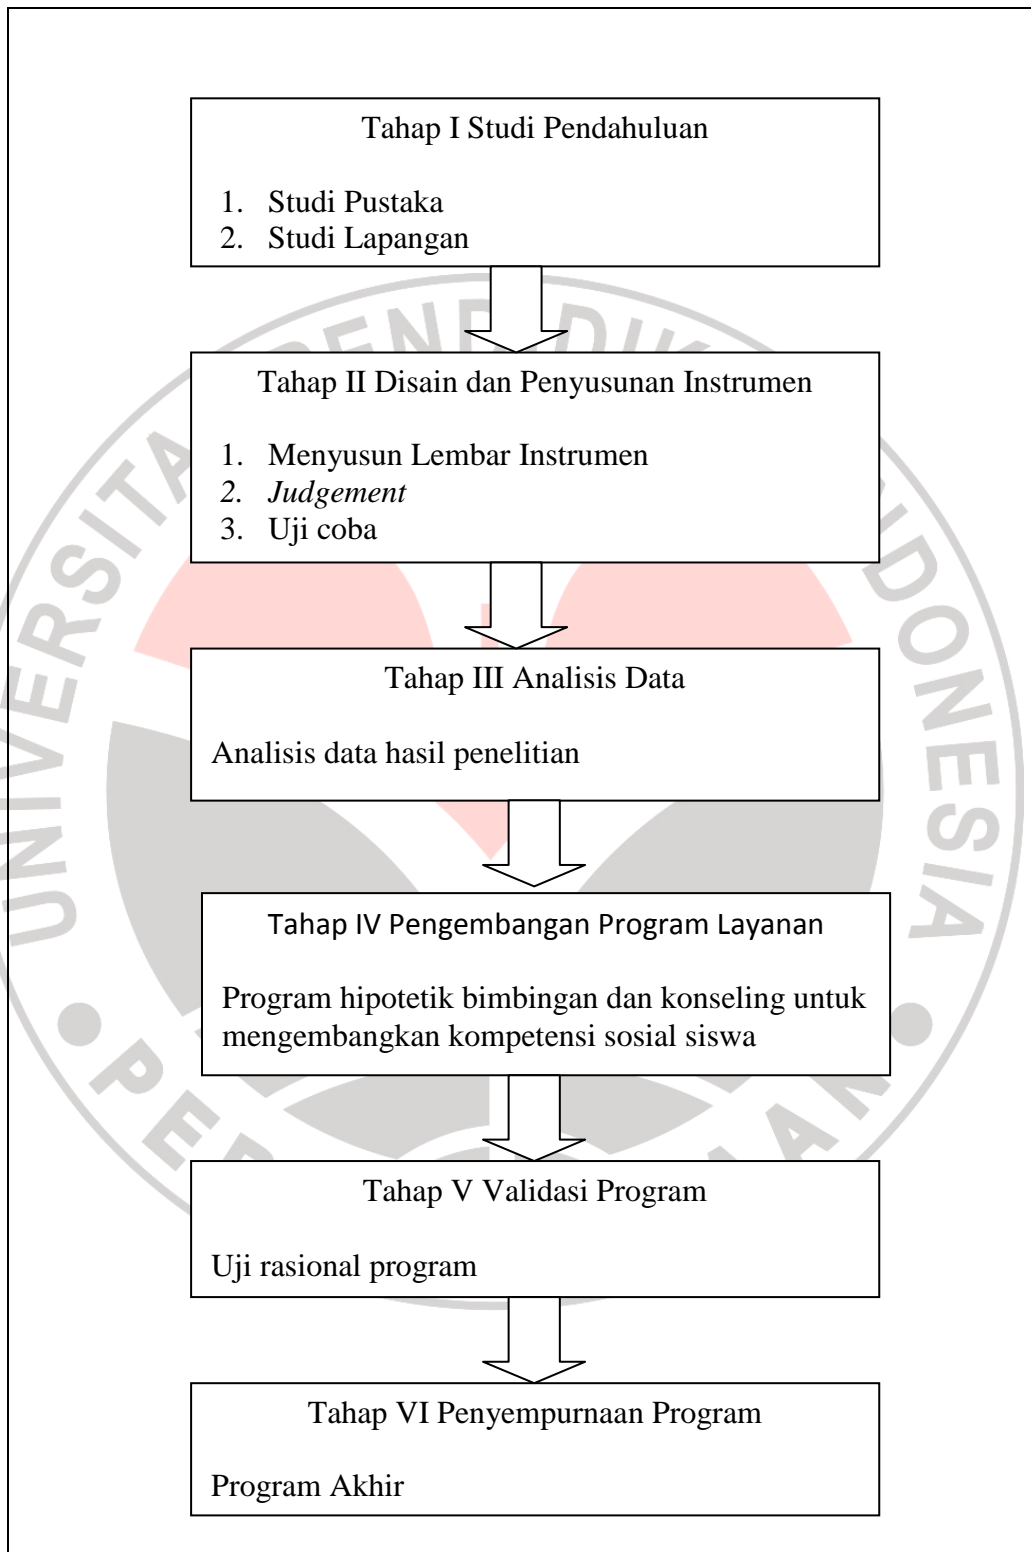 Tahap I Studi Pendahuluan
1. Studi Pustaka
2. Studi Lapangan
Tahap II Disain dan Penyusunan Instrumen
1. Menyusun Lembar Instrumen
2. Judgement
3. Uji coba
Tahap III Analisis Data
Analisis data hasil penelitian
Tahap IV Pengembangan Program Layanan
Program hipotetik bimbingan dan konseling untuk
mengembangkan kompetensi sosial siswa
Tahap V Validasi Program
Uji rasional program
Tahap VI Penyempurnaan Program
Program Akhir